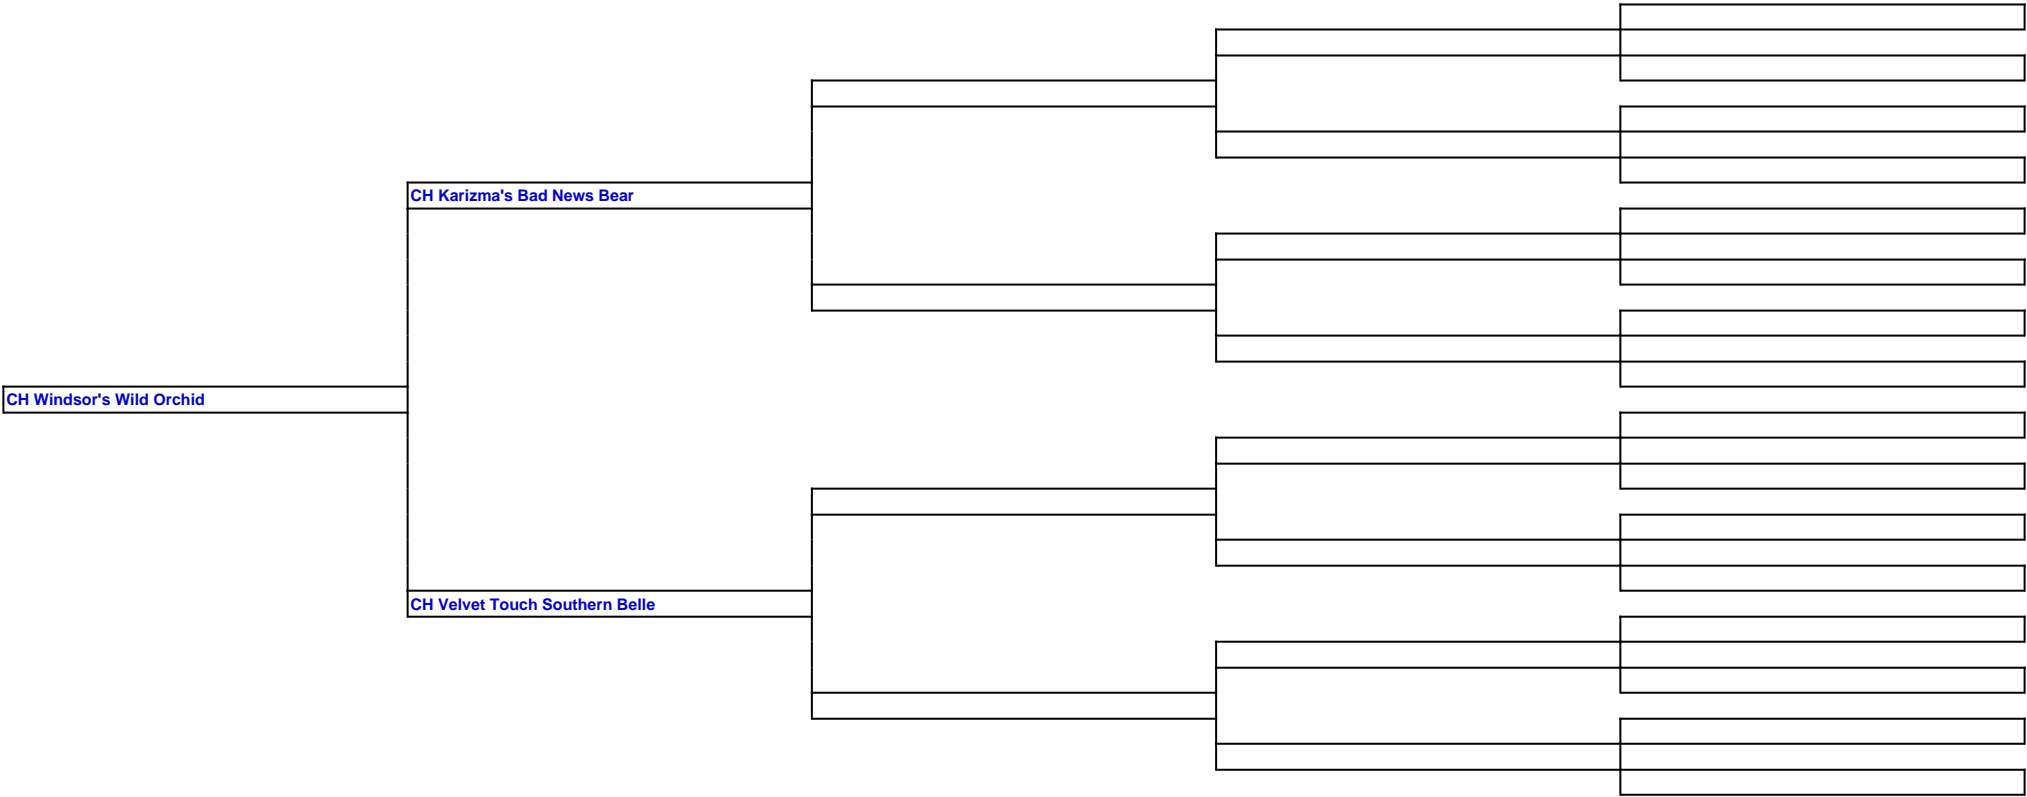 CH Karizma's Bad News Bear
CH Windsor's Wild Orchid
CH Velvet Touch Southern Belle